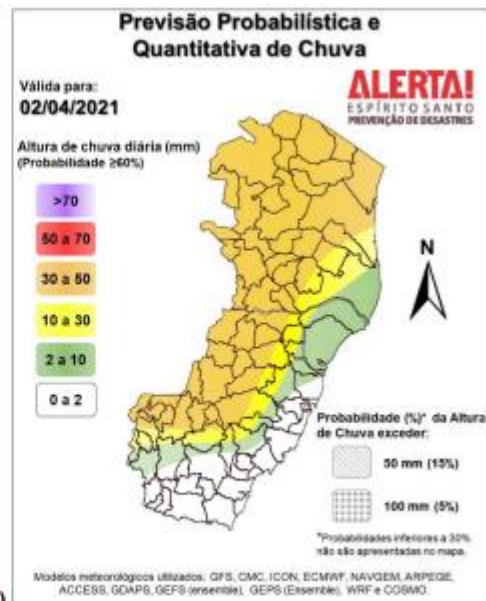 Previsão Probabilística e
Quantitativa de Chuva
Válida para:
02/04/2021
ALERTA!
ESPÍRITO SANTO
PREVENÇÃO DE DESASTRES
Altura de chuva diária (mm)
(Probabilidade ≥60%)
>70
50 a 70
30 a 50
10 a 30
2 a 10
0 a 2
N
Probabilidade (%)* da Altura
de Chuva exceder:
50 mm (15%)
100 mm (5%)
*Probabilidades inferiores a 30%
não são apresentadas no mapa.
Modelos meteorológicos utilizados: GFS, CMC, ICON, ECMWF, NAVGEM, ARPEGE,
ACCESS, GDAPS, GEFS (ensemble), GEPS (Ensemble), WRF e COSMO.
)